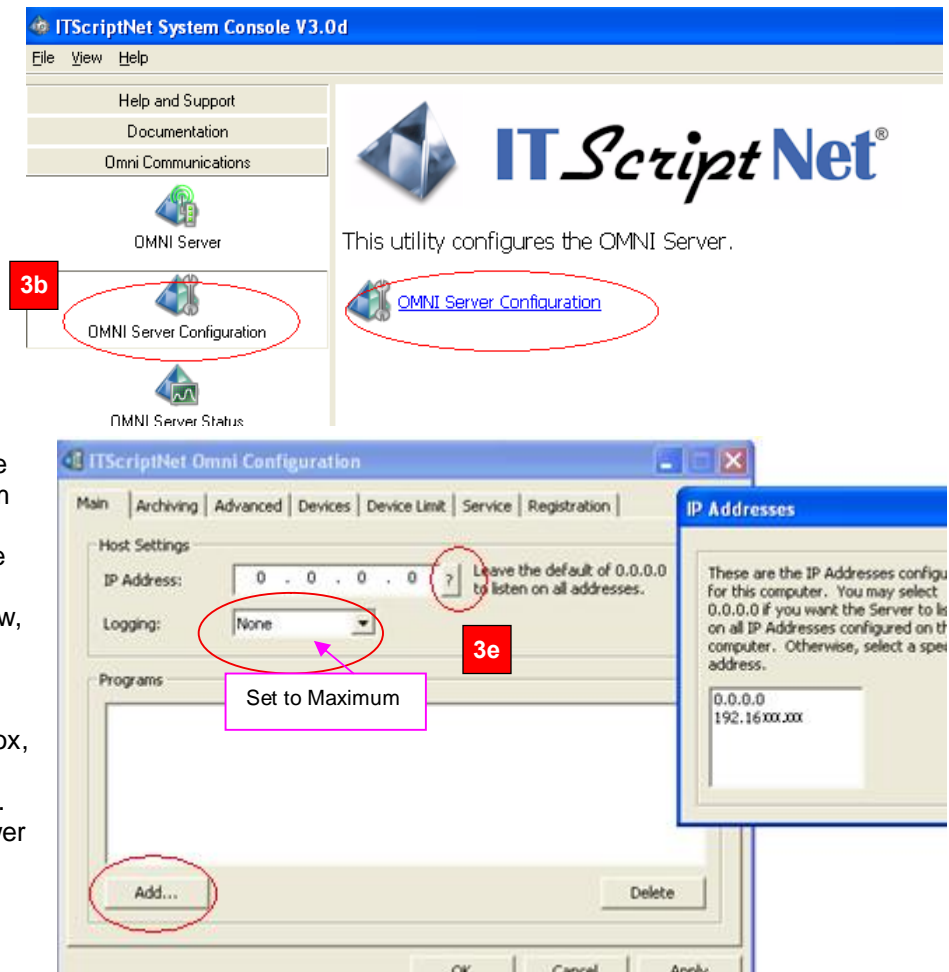 ITScriptNet System Console V3.0d
File View Help
Help and Support
Documentation
Omni Communications
OMNI Server
3b
OMNI Server Configuration
OMNI Server Status
ITScriptNet®
This utility configures the OMNI Server.
OMNI Server Configuration
ow,
ox,
.
ver
ITScriptNet Omni Configuration
Main Archiving Advanced Devices Device Limit Service Registration
Host Settings
IP Address: 0 . 0 . 0 . 0 ? Leave the default of 0.0.0.0
to listen on all addresses.
Logging: None
3e
Set to Maximum
Programs
Add... Delete
OK Cancel Apply
IP Addresses
These are the IP Addresses configu
for this computer. You may select
0.0.0.0 if you want the Server to lis
on all IP Addresses configured on th
computer. Otherwise, select a spec
address.
0.0.0.0
192.16xxx.xxx